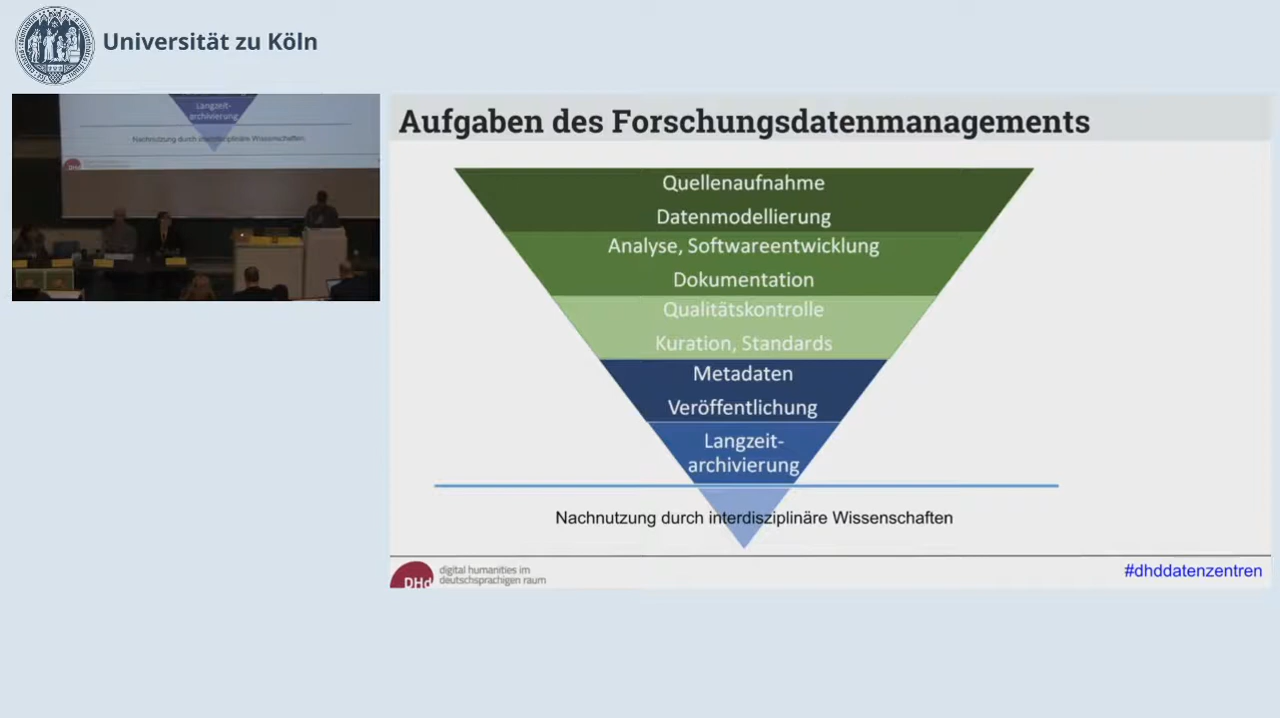 Universität zu Köln
Langzeit-
archivierung
Nachnutzung durch interdisziplinäre Wissenschaften
DHd
Aufgaben des Forschungsdatenmanagements
Quellenaufnahme
Datenmodellierung
Analyse, Softwareentwicklung
Dokumentation
Qualitätskontrolle
Kuration, Standards
Metadaten
Veröffentlichung
Langzeit-
archivierung
Nachnutzung durch interdisziplinäre Wissenschaften
DHd
digital humanities im
deutschsprachigen raum
#dhddatenzentren